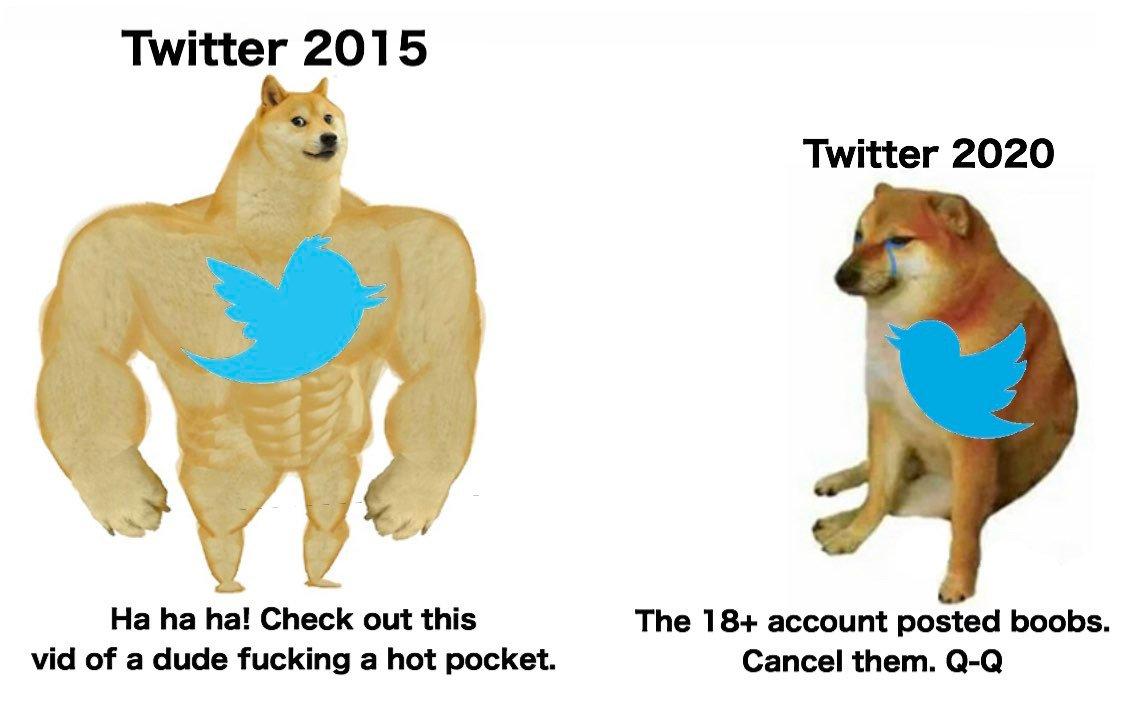 Twitter 2015
Twitter 2020
Ha ha ha! Check out this
vid of a dude fucking a hot pocket.
The 18+ account posted boobs.
Cancel them. Q-Q